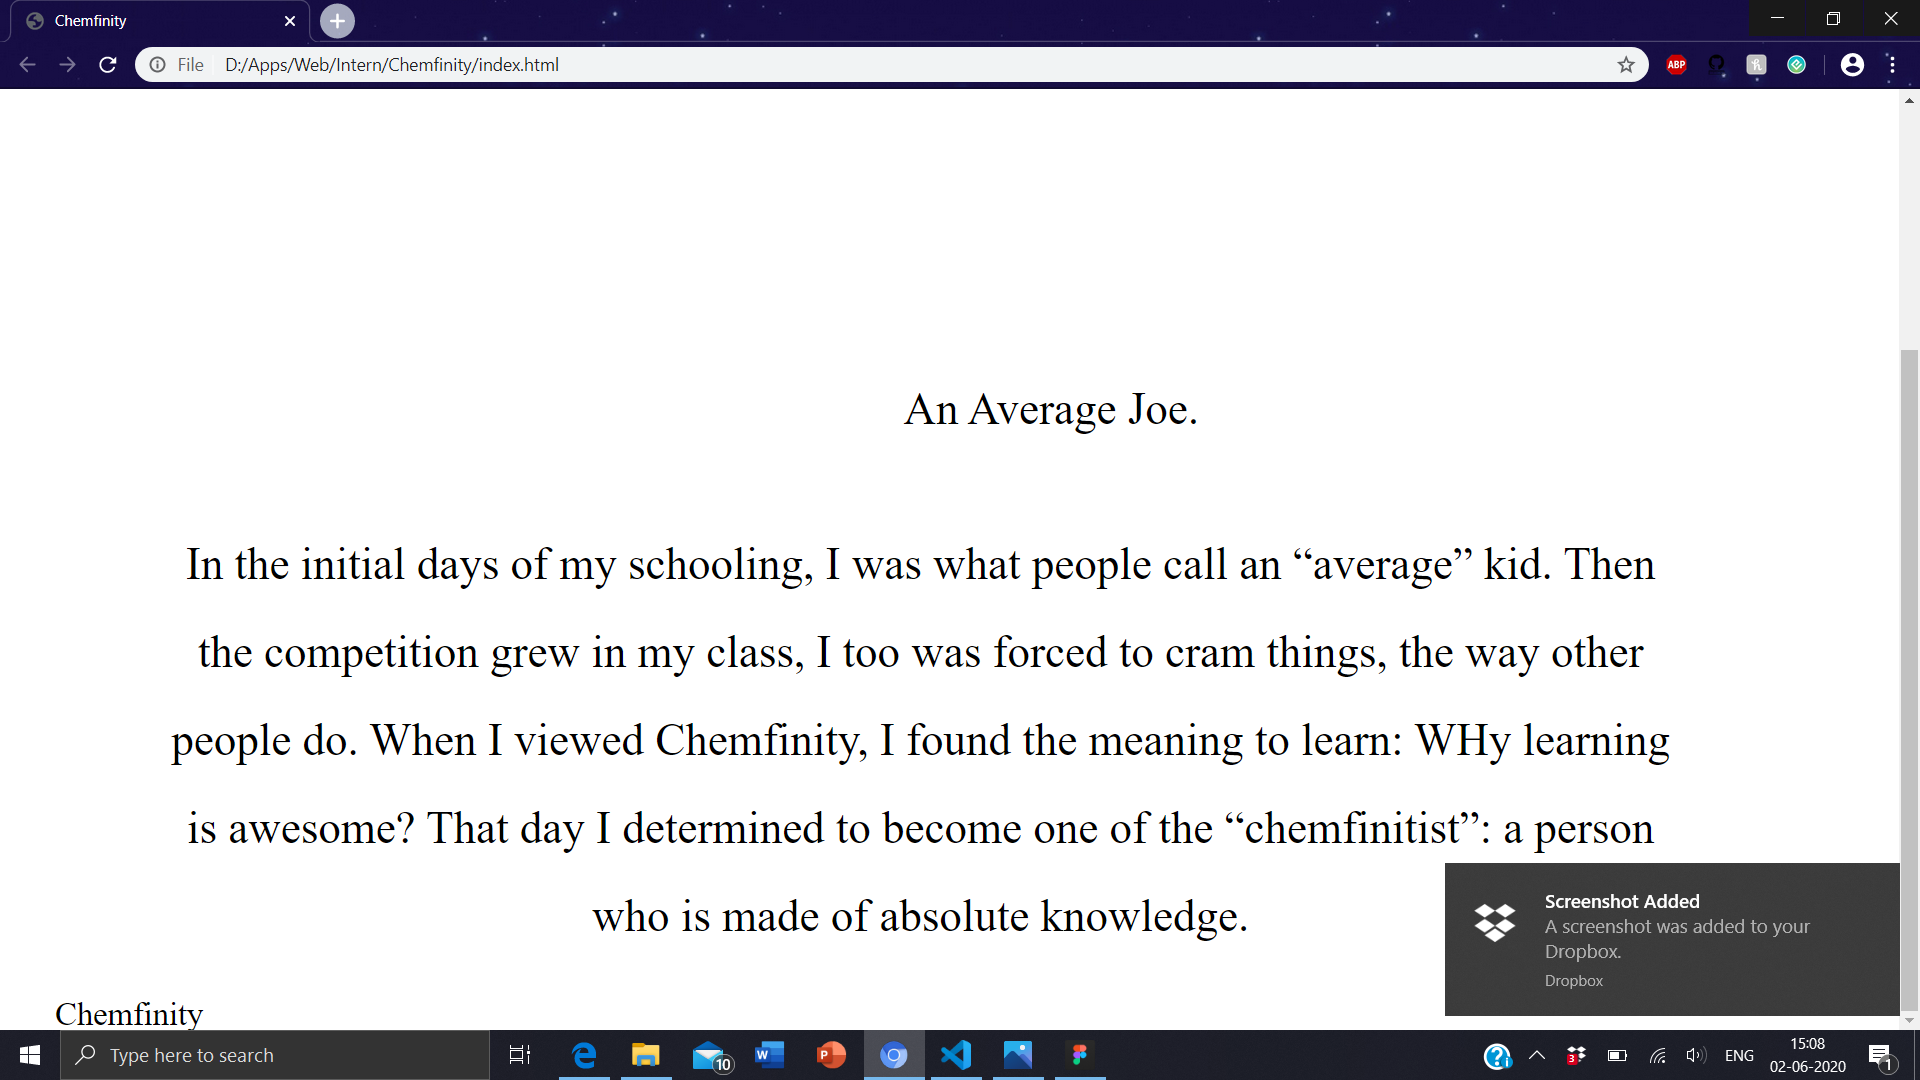 Chemfinity
File D:/Apps/Web/Intern/Chemfinity/index.html
ABP
An Average Joe.
In the initial days of my schooling, I was what people call an “average” kid. Then
the competition grew in my class, I too was forced to cram things, the way other
people do. When I viewed Chemfinity, I found the meaning to learn: WHy learning
is awesome? That day I determined to become one of the “chemfinitist”: a person
who is made of absolute knowledge.
Chemfinity
Screenshot Added
A screenshot was added to your
Dropbox.
Dropbox
Type here to search
10
3
ENG
15:08
02-06-2020
1